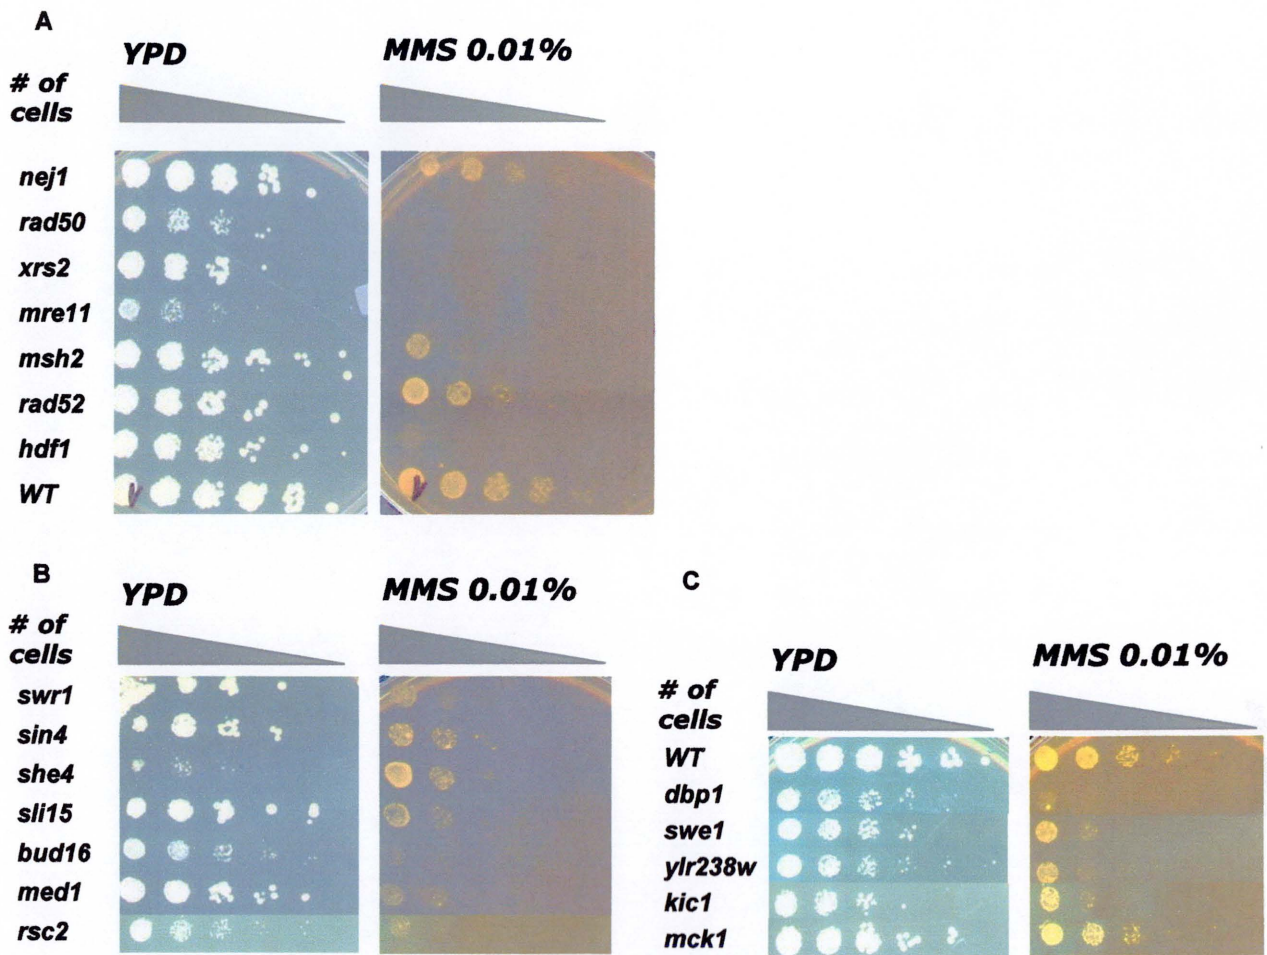 A
YPD
MMS 0.01%
# of
cells
nej1
rad50
xrs2
mre11
msh2
rad52
hdf1
WT
B
YPD
MMS 0.01%
# of
cells
swr1
sin4
she4
sli15
bud16
med1
rsc2
C
YPD
MMS 0.01%
# of
cells
WT
dbp1
swe1
ylr238w
kic1
mck1